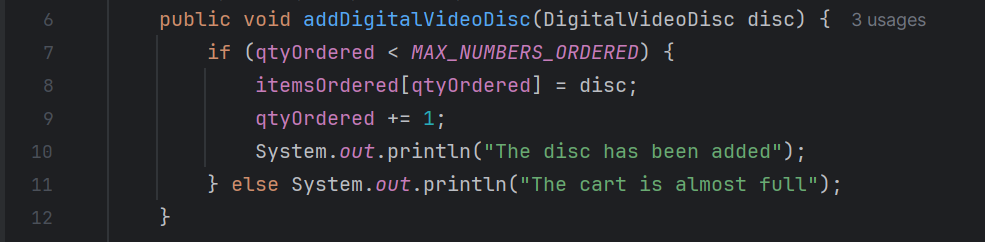 6 public void addDigitalVideoDisc(DigitalVideoDisc disc) { 3 usages
7 if (qtyOrdered < MAX_NUMBERS_ORDERED) {
8 itemsOrdered[qtyOrdered] = disc;
9 qtyOrdered += 1;
10 System.out.println("The disc has been added");
11 } else System.out.println("The cart is almost full");
12 }